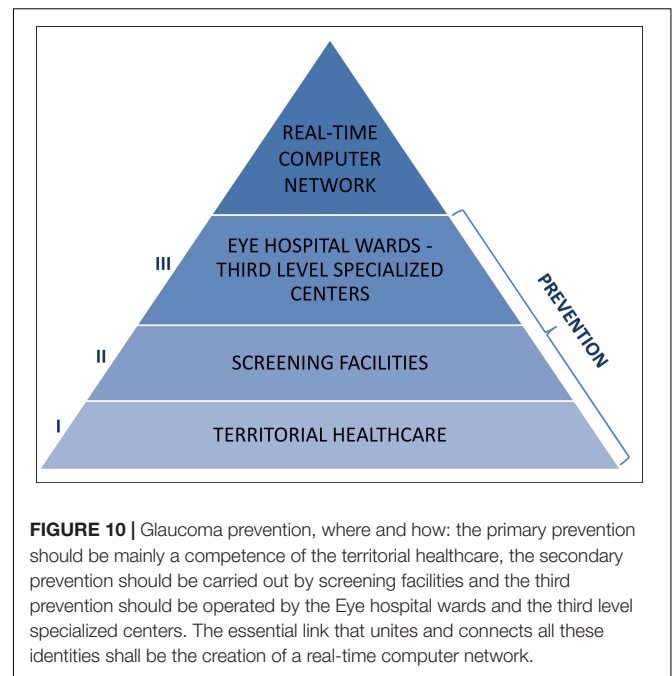 REAL-TIME
COMPUTER
NETWORK
III
EYE HOSPITAL WARDS -
THIRD LEVEL SPECIALIZED
CENTERS
PREVENTION
II
SCREENING FACILITIES
I
TERRITORIAL HEALTHCARE
FIGURE 10 | Glaucoma prevention, where and how: the primary prevention
should be mainly a competence of the territorial healthcare, the secondary
prevention should be carried out by screening facilities and the third
prevention should be operated by the Eye hospital wards and the third level
specialized centers. The essential link that unites and connects all these
identities shall be the creation of a real-time computer network.